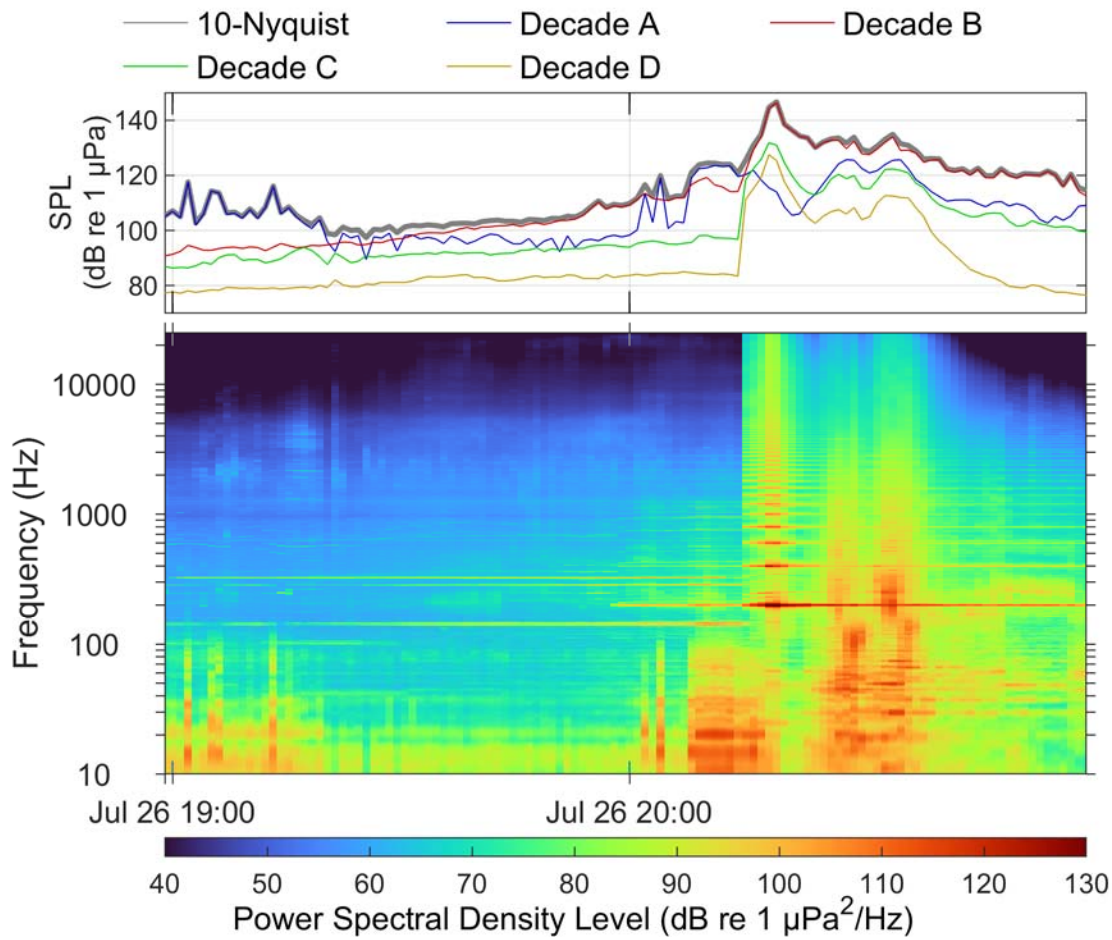 10-Nyquist Decade A Decade B
Decade C Decade D
SPL
(dB re 1 µPa)
140
120
100
80
Frequency (Hz)
10000
1000
100
10
Jul 26 19:00 Jul 26 20:00
40 50 60 70 80 90 100 110 120 130
Power Spectral Density Level (dB re 1 µPa²/Hz)